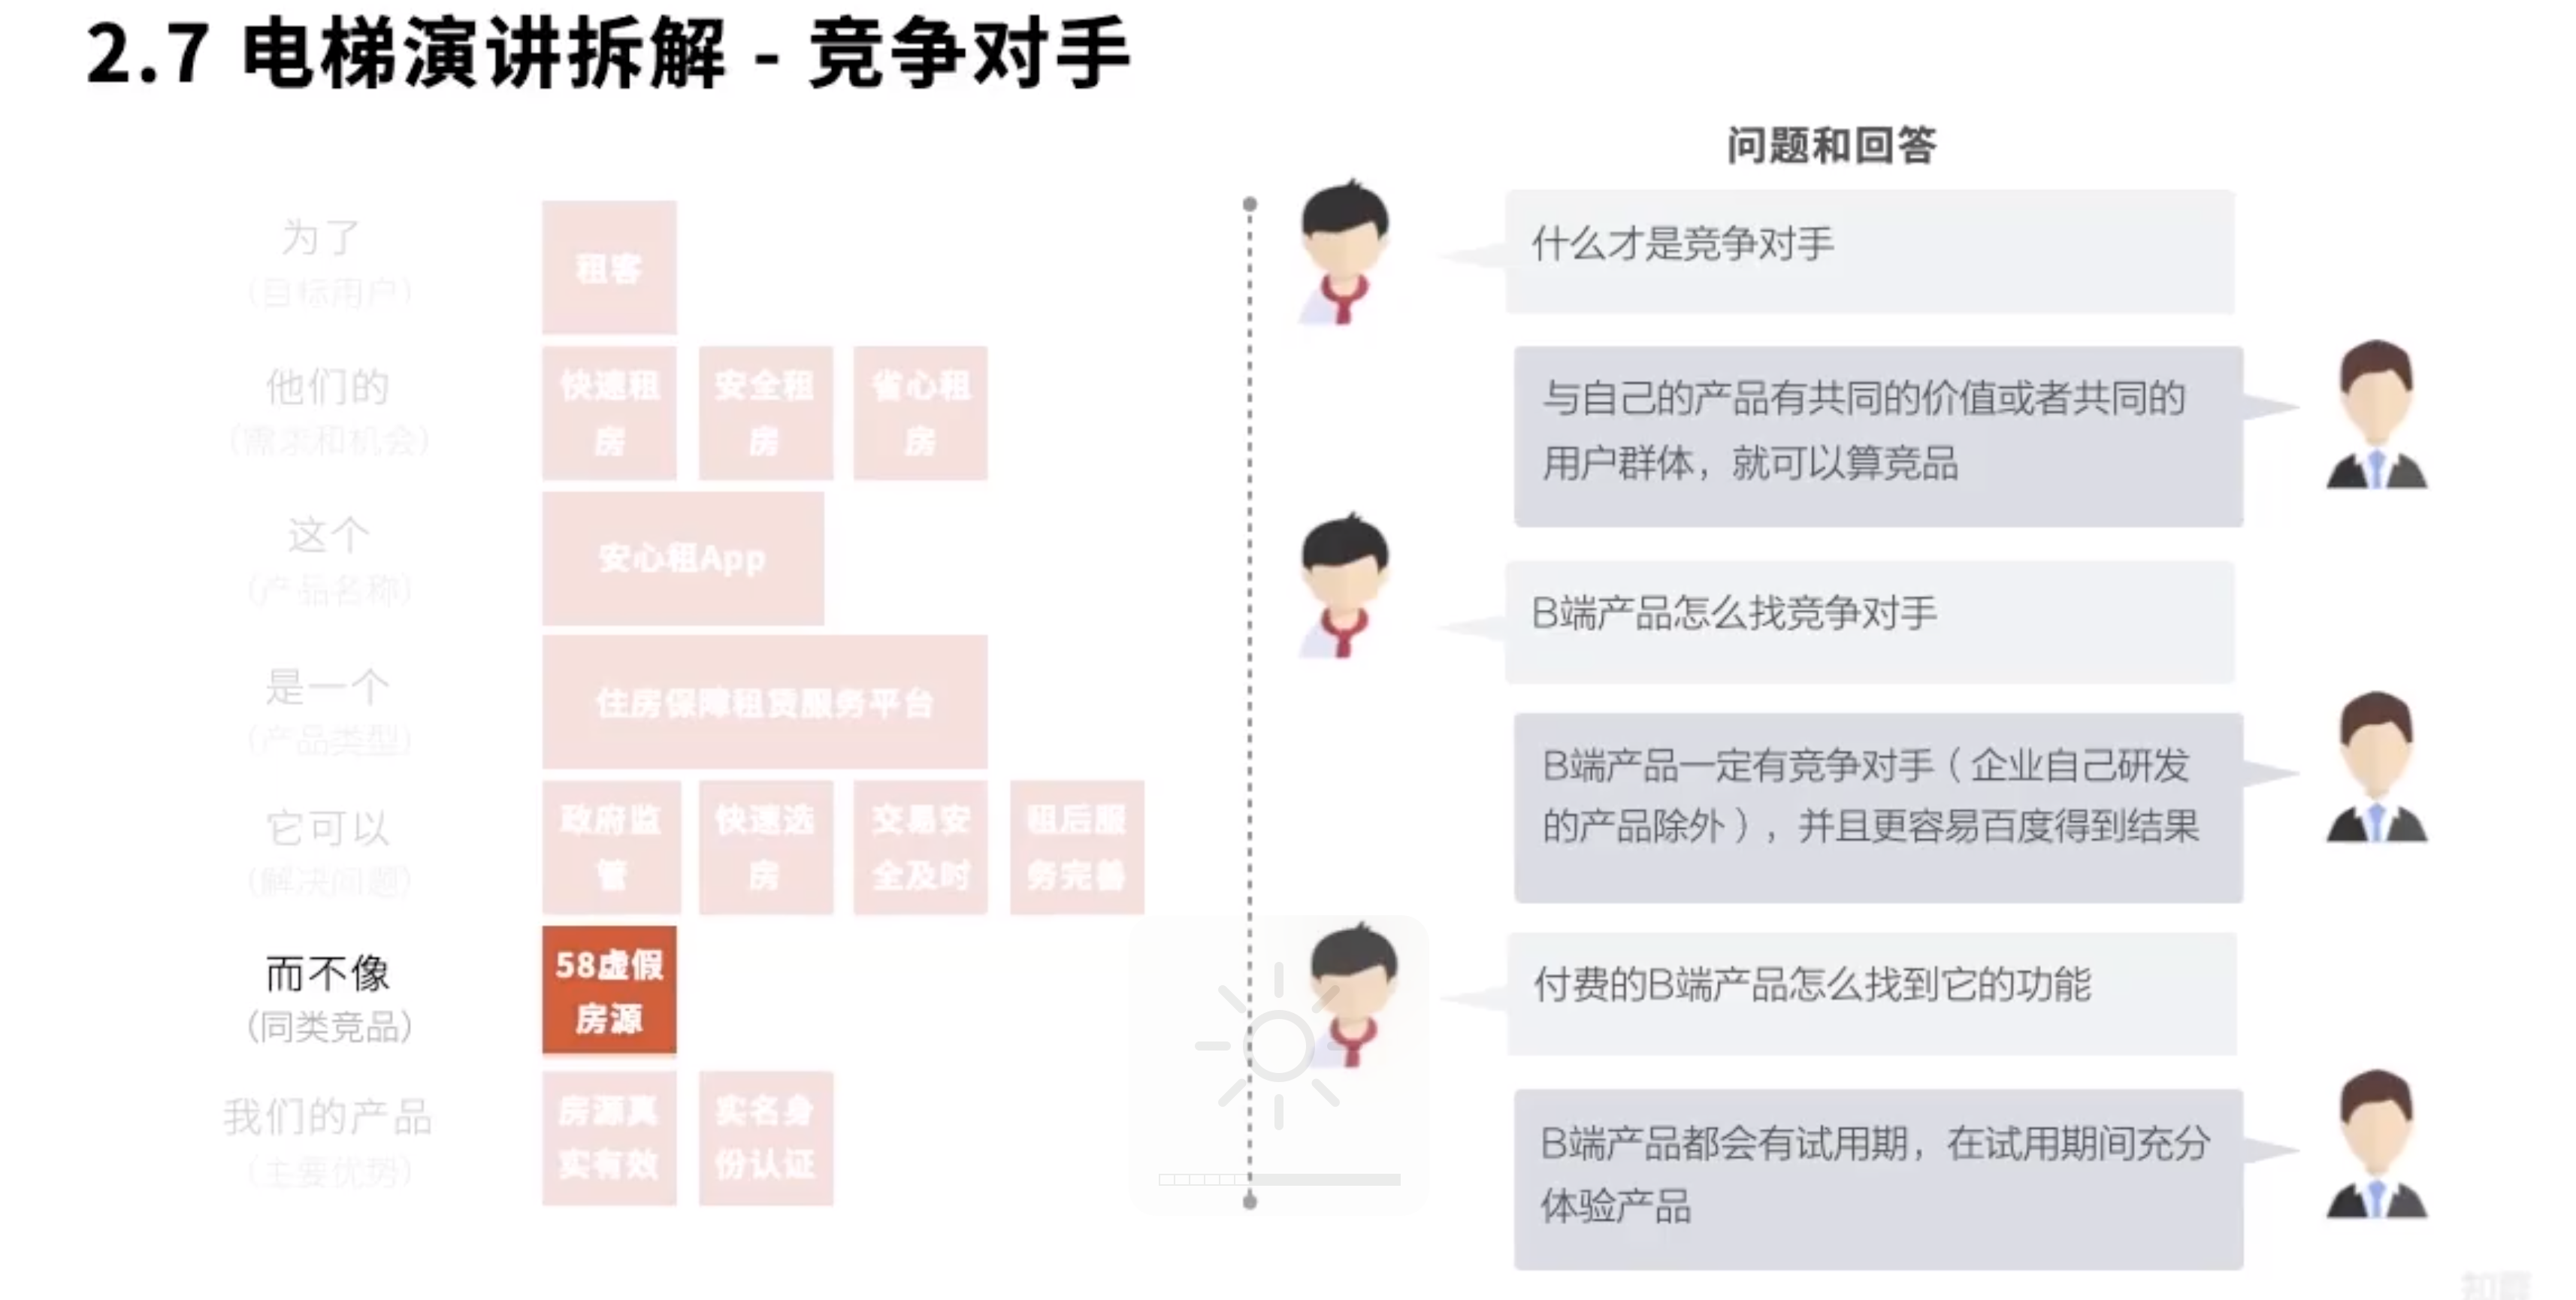 2.7 电梯演讲拆解 - 竞争对手
为了
（目标用户）
租客
他们的
（需求和机会）
快速租
房
安全租
房
省心租
房
这个
（产品名称）
安心租App
是一个
（产品类型）
住房保障租赁服务平台
它可以
（解决问题）
政府监
管
快速选
房
交易安
全及时
租后服
务完善
而不像
（同类竞品）
58虚假
房源
我们的产品
（主要优势）
房源真
实有效
实名身
份认证
问题和回答
什么才是竞争对手
与自己的产品有共同的价值或者共同的
用户群体，就可以算竞品
B端产品怎么找竞争对手
B端产品一定有竞争对手（企业自己研发
的产品除外），并且更容易百度得到结果
付费的B端产品怎么找到它的功能
B端产品都会有试用期，在试用期间充分
体验产品